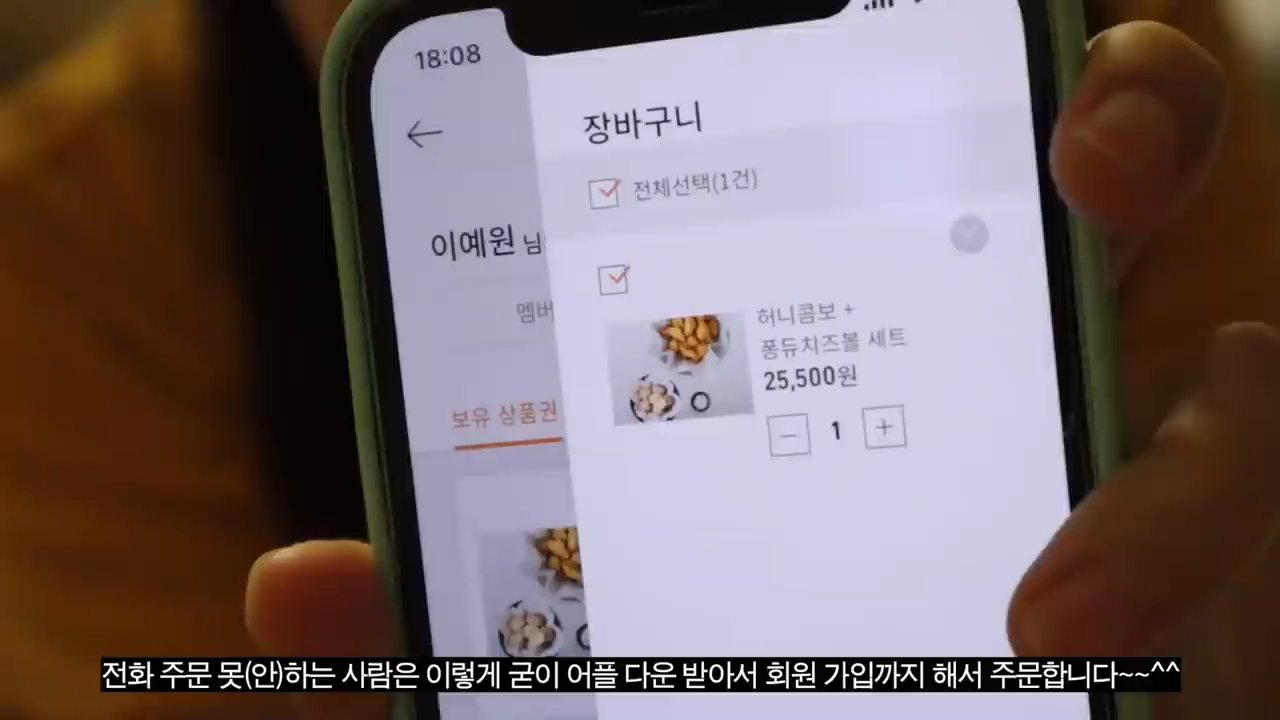 18:08
장바구니
전체선택(1건)
이예원 님
멤버
허니콤보 +
퐁듀치즈볼 세트
25,500원
1
보유 상품권
전화 주문 못(안)하는 사람은 이렇게 굳이 어플 다운 받아서 회원 가입까지 해서 주문합니다~~^^